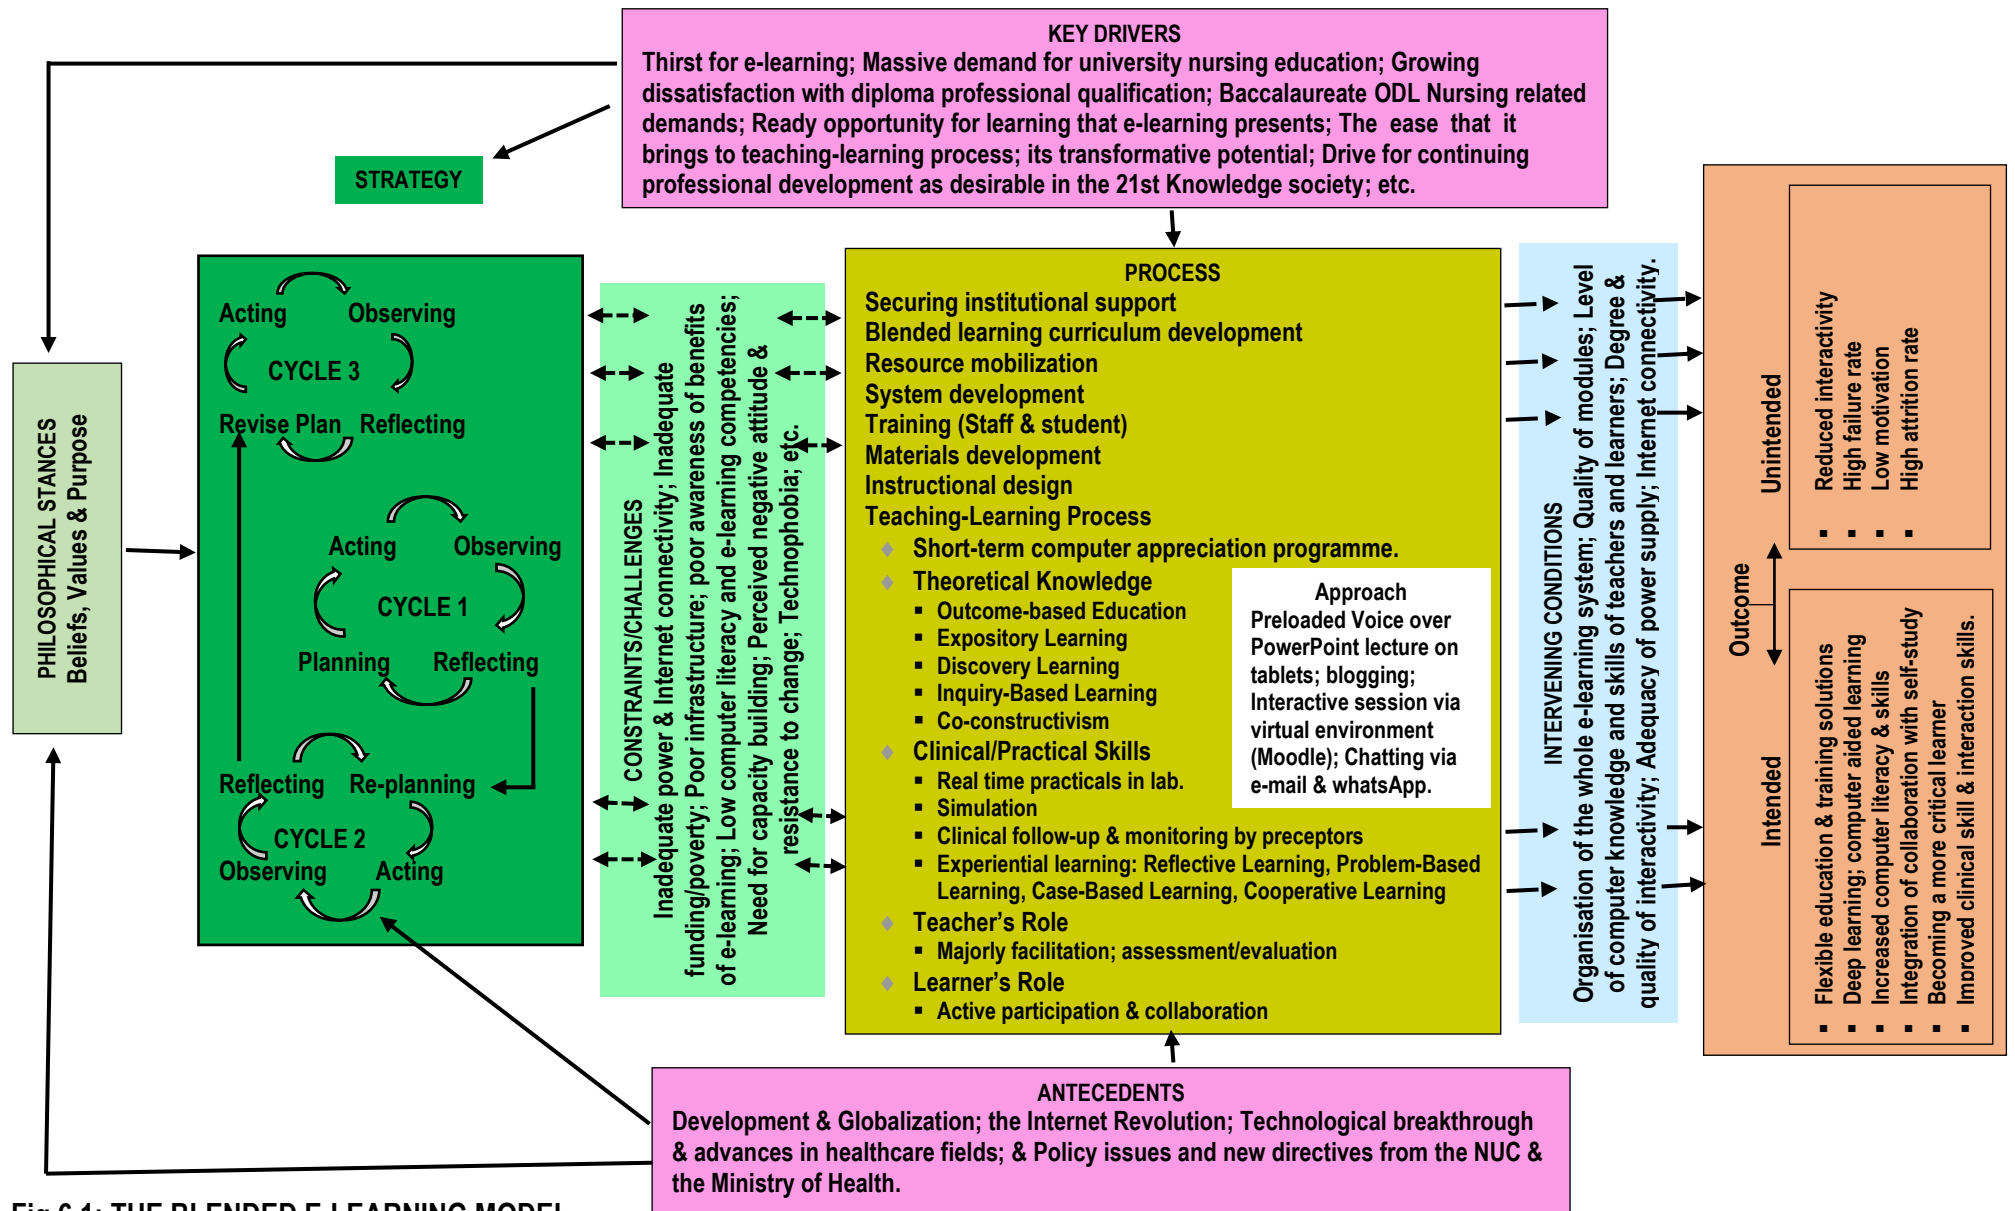 KEY DRIVERS
Thirst for e-learning; Massive demand for university nursing education; Growing
dissatisfaction with diploma professional qualification; Baccalaureate ODL Nursing related
demands; Ready opportunity for learning that e-learning presents; The ease that it
brings to teaching-learning process; its transformative potential; Drive for continuing
professional development as desirable in the 21st Knowledge society; etc.
STRATEGY
PHILOSOPHICAL STANCES
Beliefs, Values & Purpose
Acting
Observing
CYCLE 3
Revise Plan
Reflecting
Acting
Observing
CYCLE 1
Planning
Reflecting
Reflecting
Re-planning
CYCLE 2
Observing
Acting
CONSTRAINTS/CHALLENGES
Inadequate power & Internet connectivity; Inadequate
funding/poverty; Poor infrastructure; poor awareness of benefits
of e-learning; Low computer literacy and e-learning competencies;
Need for capacity building; Perceived negative attitude &
resistance to change; Technophobia; etc.
PROCESS
Securing institutional support
Blended learning curriculum development
Resource mobilization
System development
Training (Staff & student)
Materials development
Instructional design
Teaching-Learning Process
♦ Short-term computer appreciation programme.
♦ Theoretical Knowledge
▪ Outcome-based Education
▪ Expository Learning
▪ Discovery Learning
▪ Inquiry-Based Learning
▪ Co-constructivism
♦ Clinical/Practical Skills
▪ Real time practicals in lab.
▪ Simulation
▪ Clinical follow-up & monitoring by preceptors
▪ Experiential learning: Reflective Learning, Problem-Based
Learning, Case-Based Learning, Cooperative Learning
♦ Teacher’s Role
▪ Majorly facilitation; assessment/evaluation
♦ Learner’s Role
▪ Active participation & collaboration
Approach
Preloaded Voice over
PowerPoint lecture on
tablets; blogging;
Interactive session via
virtual environment
(Moodle); Chatting via
e-mail & whatsApp.
INTERVENING CONDITIONS
Organisation of the whole e-learning system; Quality of modules; Level
of computer knowledge and skills of teachers and learners; Degree &
quality of interactivity; Adequacy of power supply; Internet connectivity.
Outcome
Unintended
▪ Reduced interactivity
▪ High failure rate
▪ Low motivation
▪ High attrition rate
Intended
▪ Flexible education & training solutions
▪ Deep learning; computer aided learning
▪ Increased computer literacy & skills
▪ Integration of collaboration with self-study
▪ Becoming a more critical learner
▪ Improved clinical skill & interaction skills.
ANTECEDENTS
Development & Globalization; the Internet Revolution; Technological breakthrough
& advances in healthcare fields; & Policy issues and new directives from the NUC &
the Ministry of Health.
Fig 6.1: THE BLENDED E-LEARNING MODEL